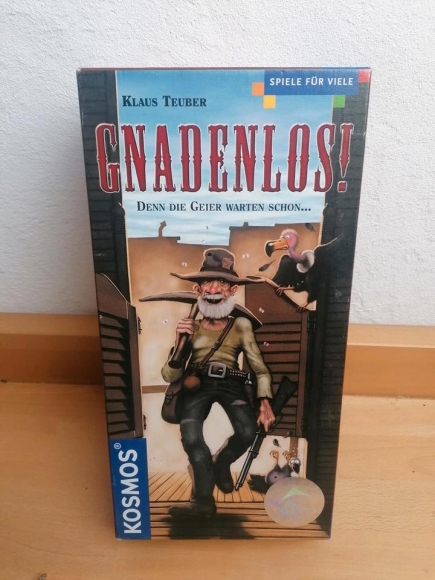 SPIELE FÜR VIELE
KLAUS TEUBER
GNADENLOS!
DENN DIE GEIER WARTEN SCHON...
KOSMOS®